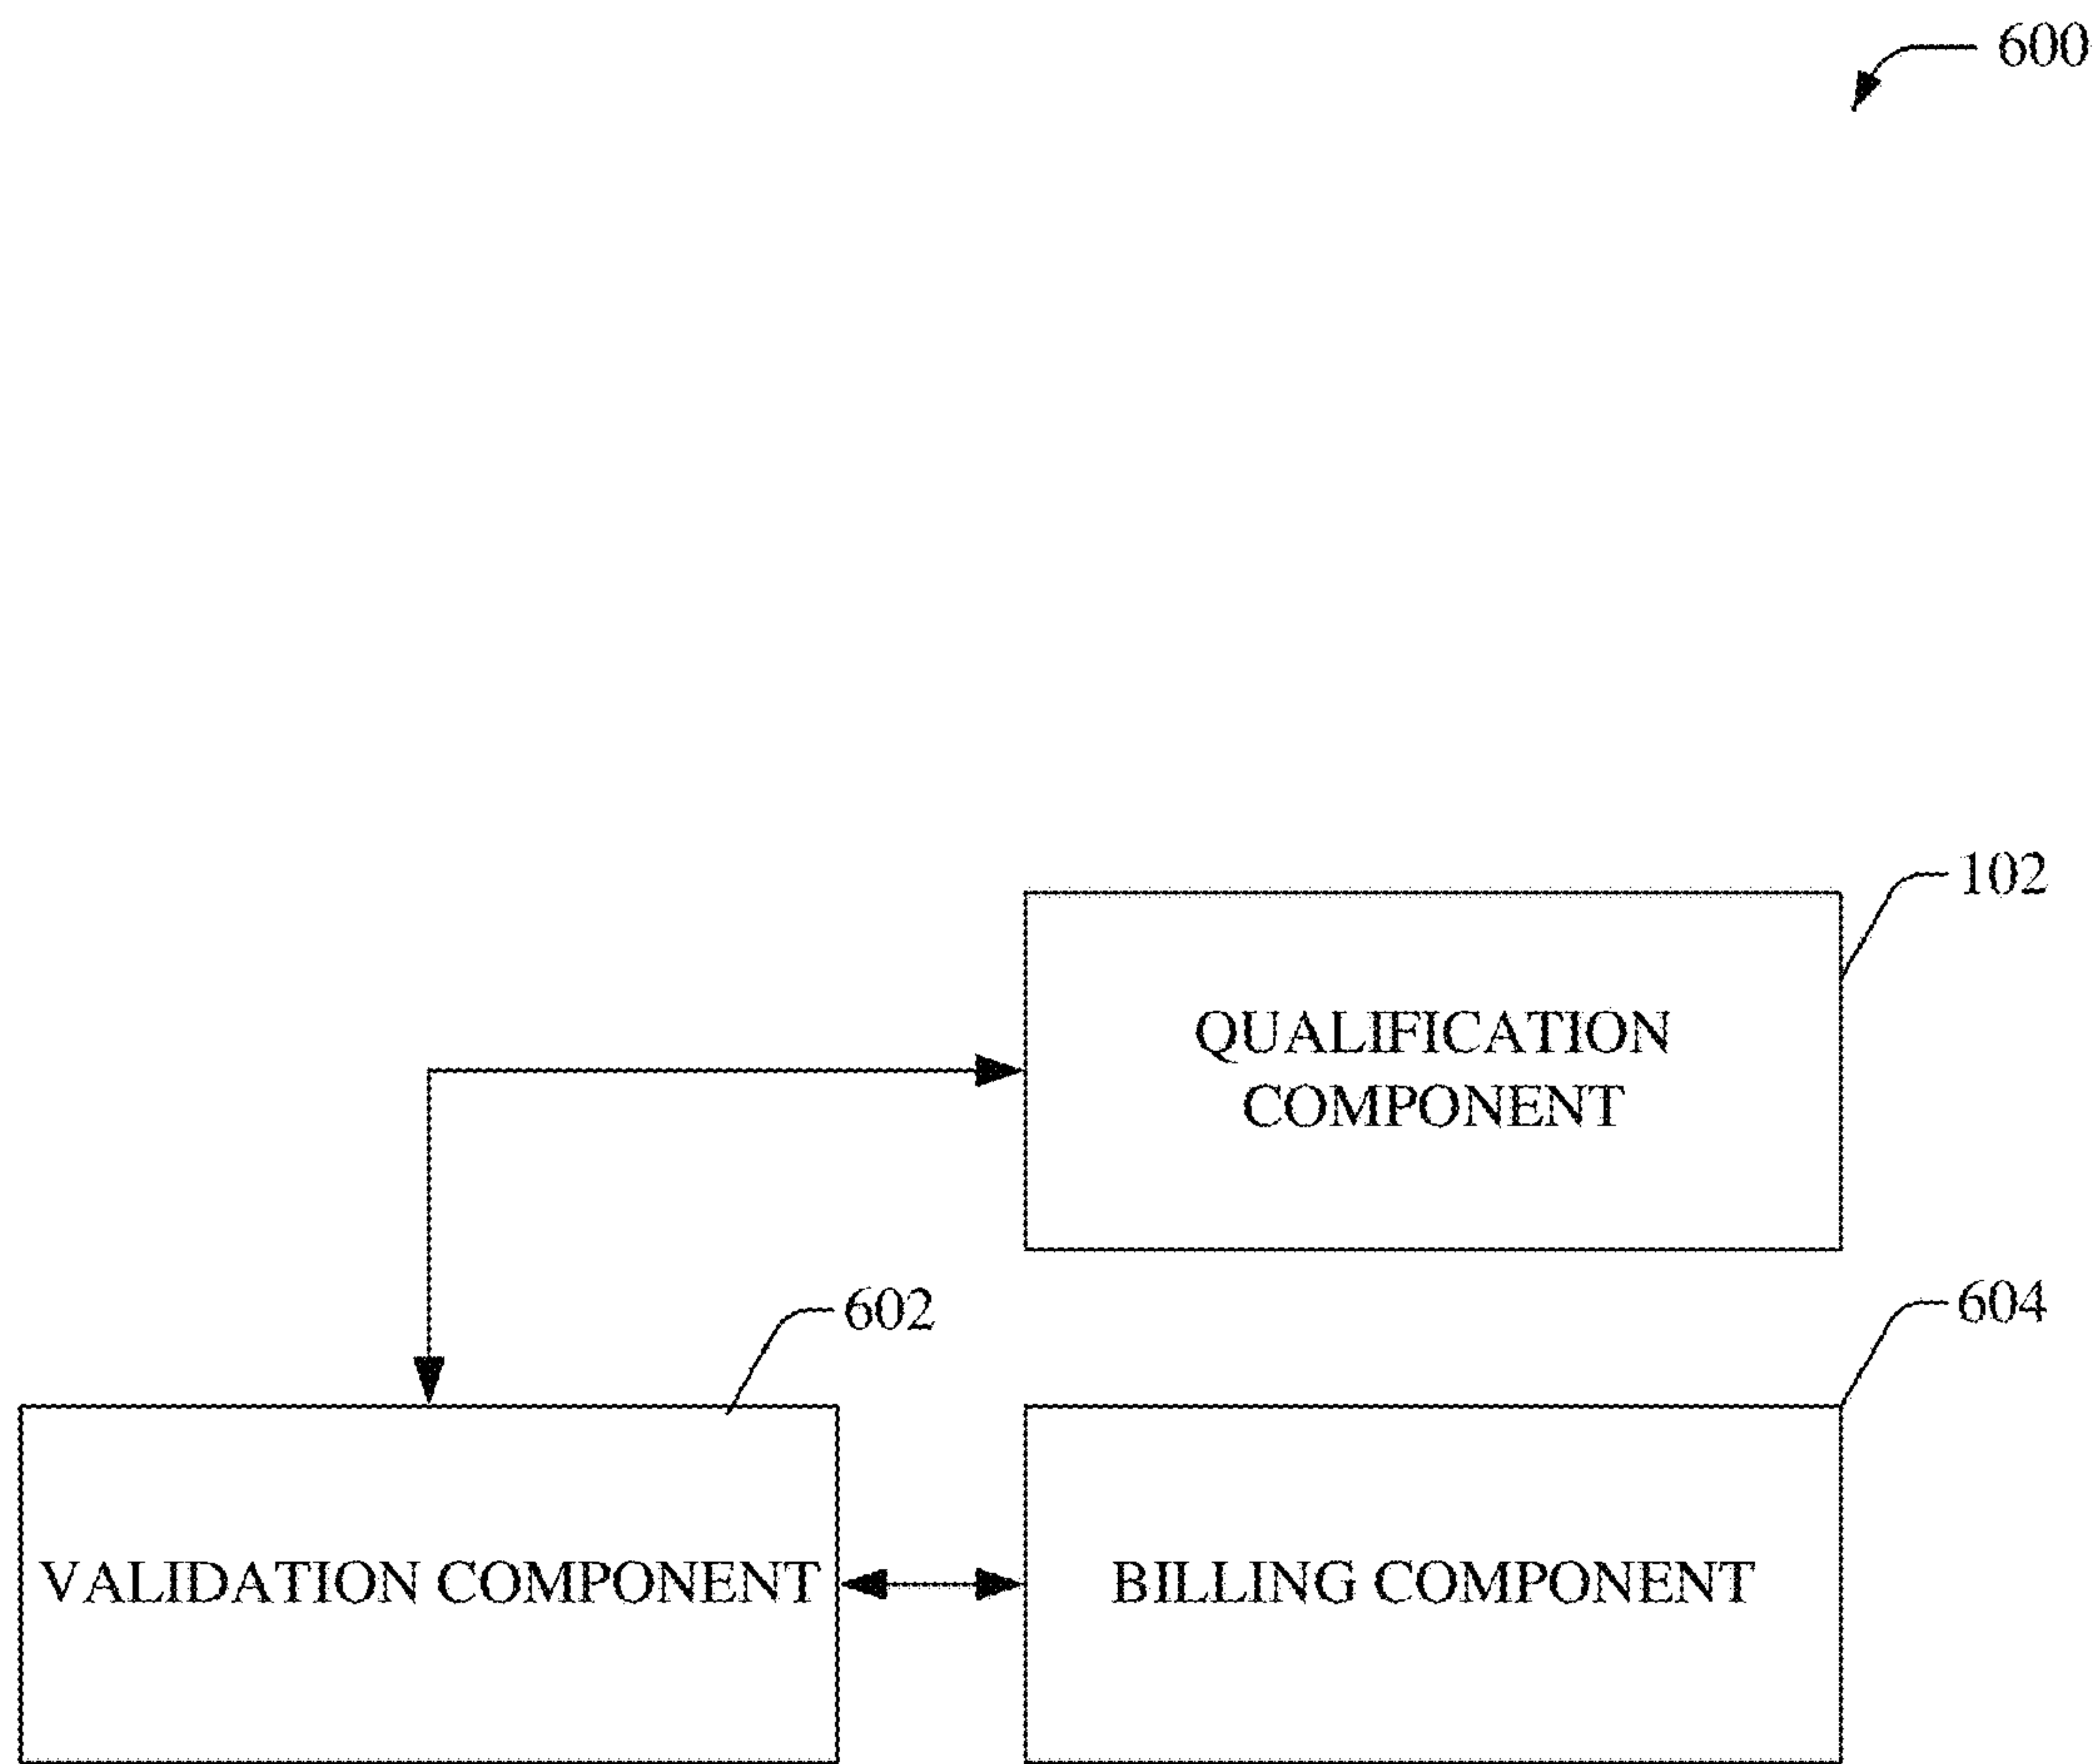 600
102
QUALIFICATION
COMPONENT
602
604
VALIDATION COMPONENT
BILLING COMPONENT